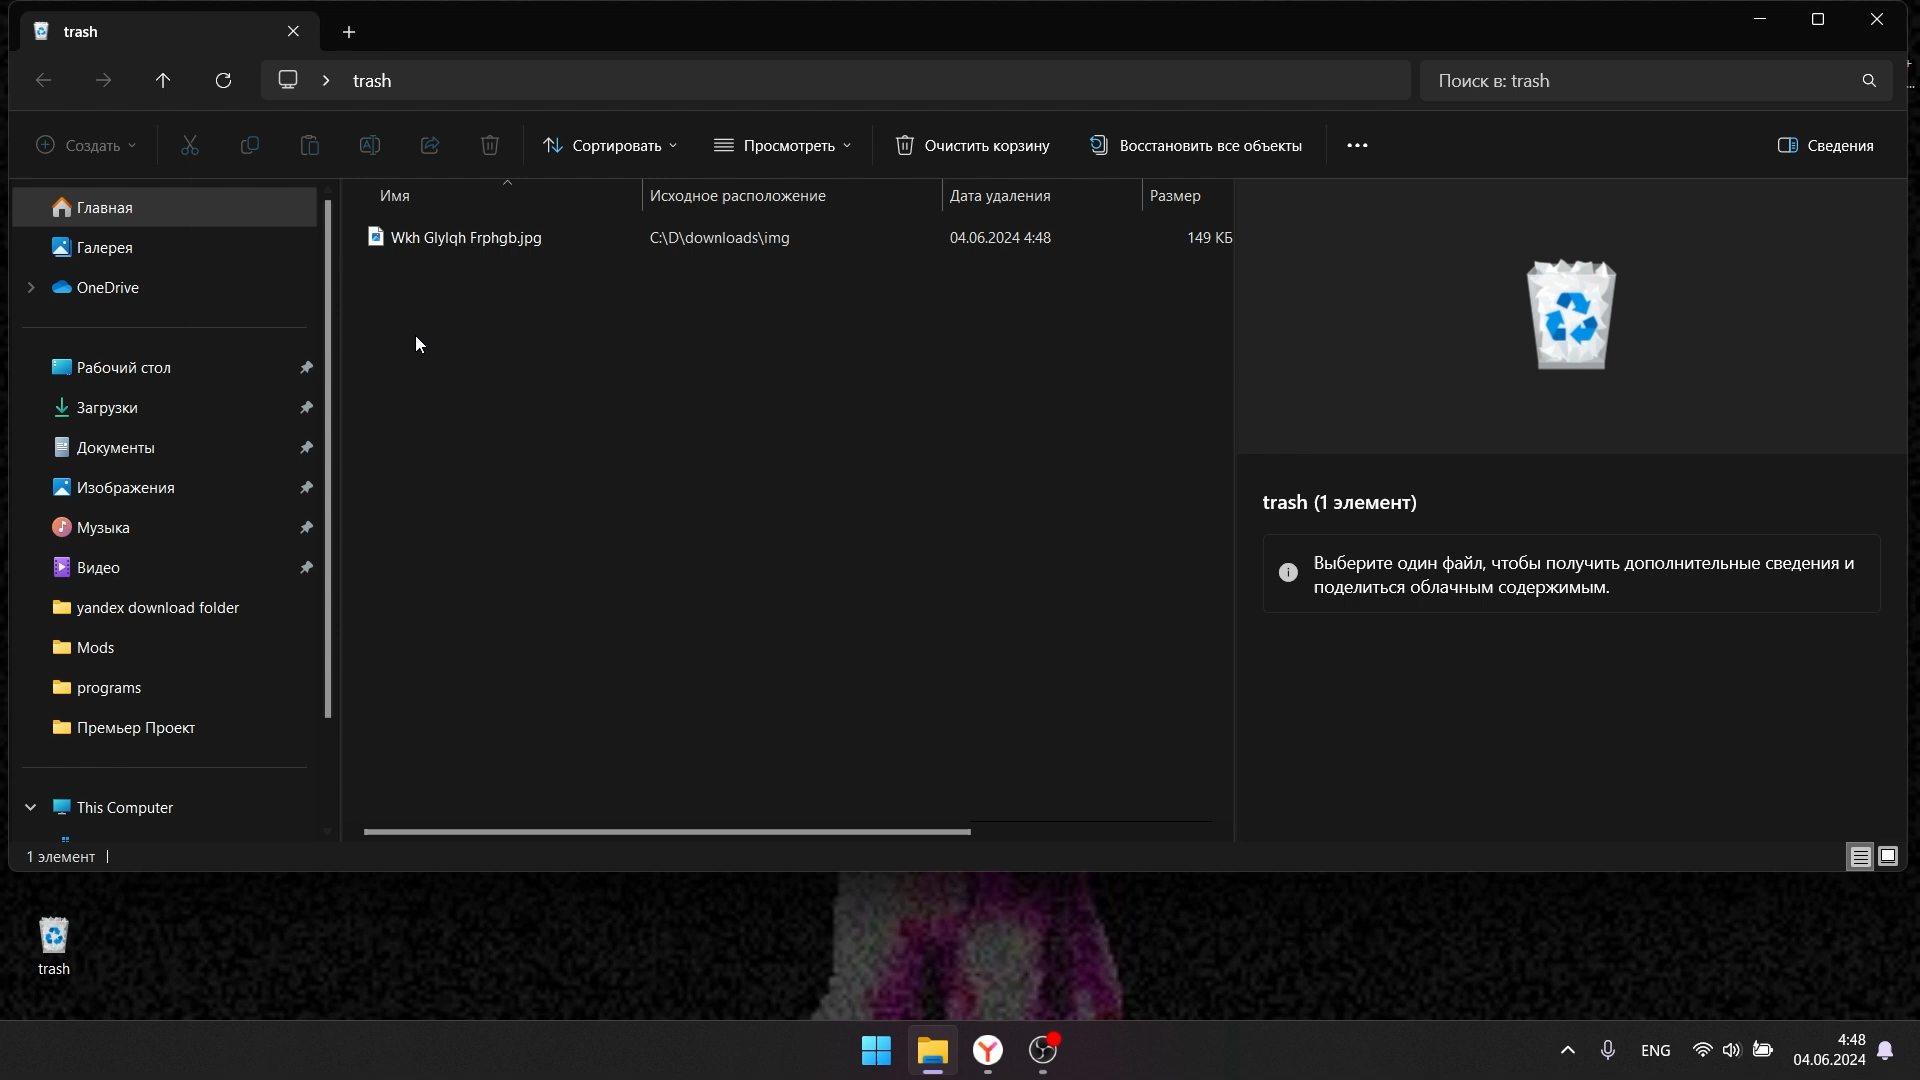 trash
trash
Поиск в: trash
Создать
Сортировать
Просмотреть
Очистить корзину
Восстановить все объекты
Сведения
Главная
Галерея
OneDrive
Рабочий стол
Загрузки
Документы
Изображения
Музыка
Видео
yandex download folder
Mods
programs
Премьер Проект
This Computer
Имя Исходное расположение Дата удаления Размер
Wkh Glylqh Frphgb.jpg C:\D\downloads\img 04.06.2024 4:48 149 КБ
trash (1 элемент)
Выберите один файл, чтобы получить дополнительные сведения и
поделиться облачным содержимым.
1 элемент
trash
ENG
4:48
04.06.2024